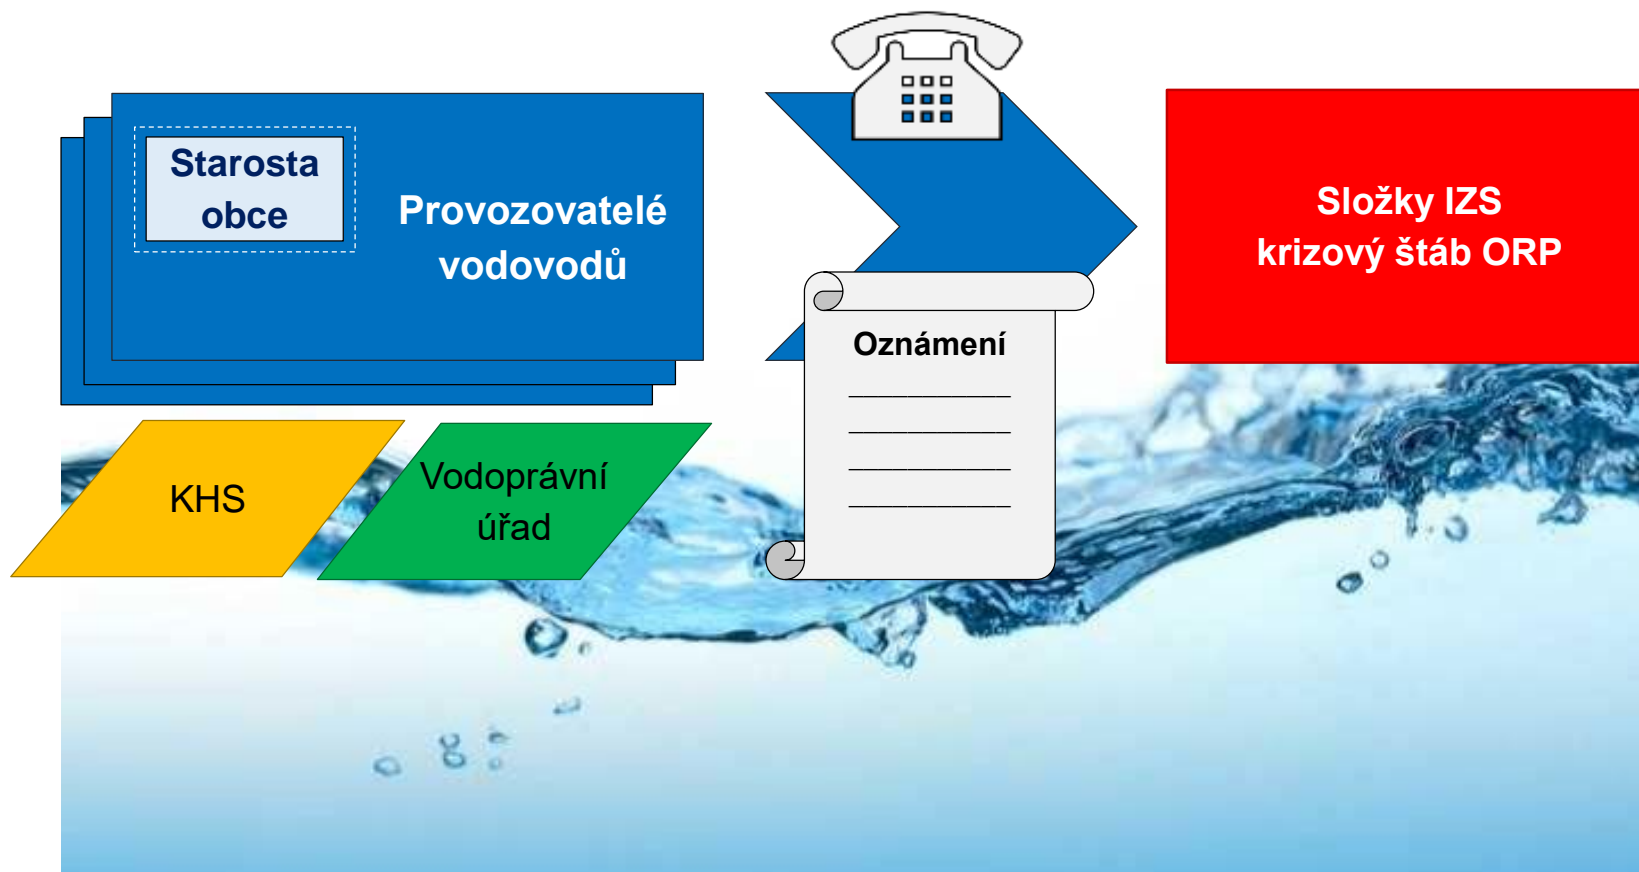 Starosta
obce
Provozovatelé
vodovodů
Složky IZS
krizový štáb ORP
Oznámení
KHS
Vodoprávní
úřad